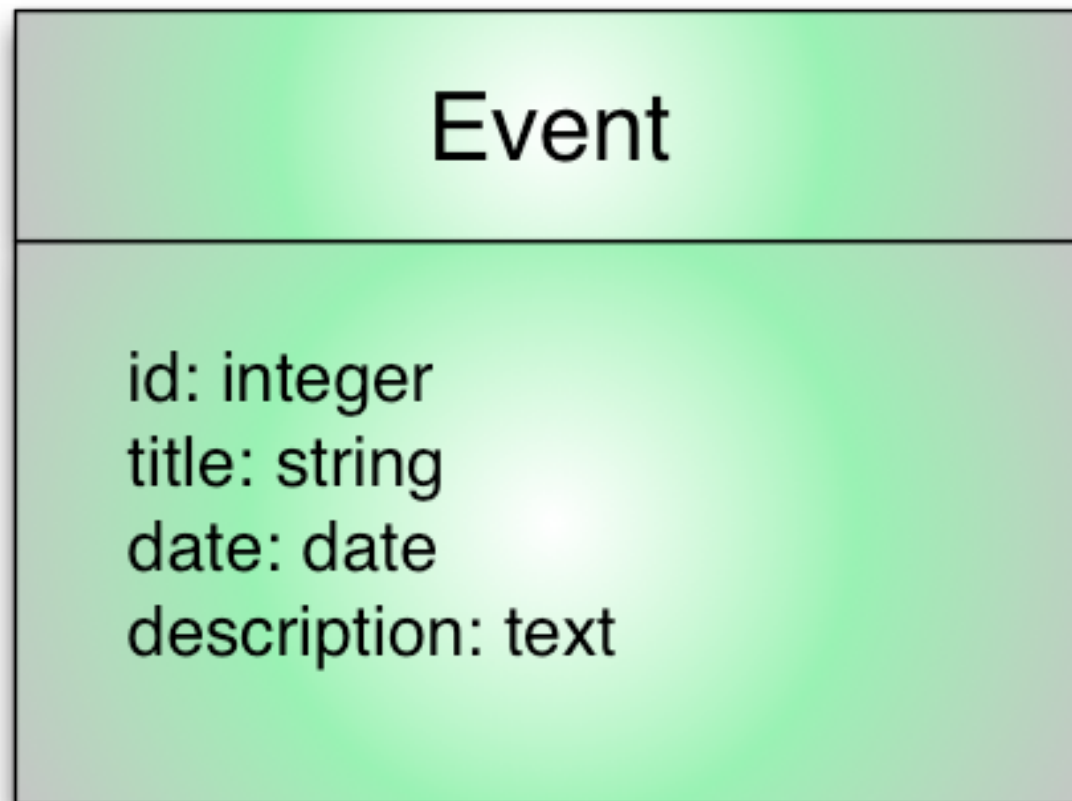 Event
id: integer
title: string
date: date
description: text